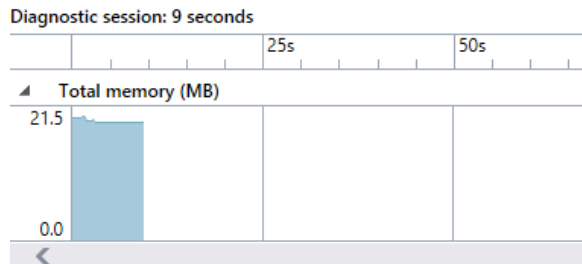 Diagnostic session: 9 seconds
25s 50s
Total memory (MB)
21.5
0.0